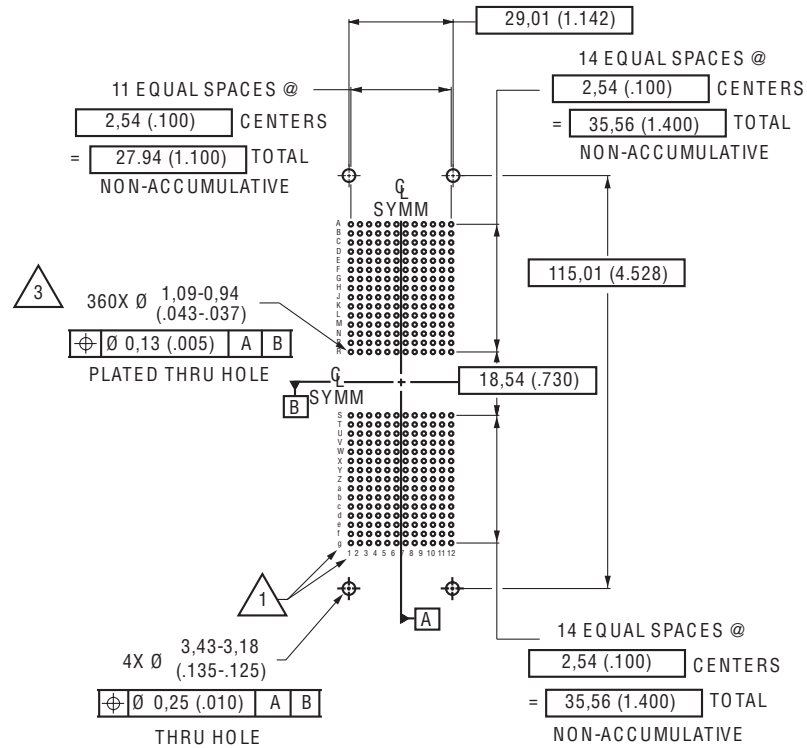 29,01 (1.142)
11 EQUAL SPACES @
2,54 (.100) CENTERS
= 27.94 (1.100) TOTAL
NON-ACCUMULATIVE
14 EQUAL SPACES @
2,54 (.100) CENTERS
= 35,56 (1.400) TOTAL
NON-ACCUMULATIVE
CL
SYMM
A
B
C
D
E
F
G
H
J
K
L
M
N
P
R
3
360X Ø 1,09-0,94
(.043-.037)
⌖ Ø 0,13 (.005) A B
PLATED THRU HOLE
115,01 (4.528)
18,54 (.730)
CL
SYMM
B
S
T
U
V
W
X
Y
Z
a
b
c
d
e
f
g
1 2 3 4 5 6 7 8 9 10 11 12
1
A
4X Ø 3,43-3,18
(.135-.125)
⌖ Ø 0,25 (.010) A B
THRU HOLE
14 EQUAL SPACES @
2,54 (.100) CENTERS
= 35,56 (1.400) TOTAL
NON-ACCUMULATIVE